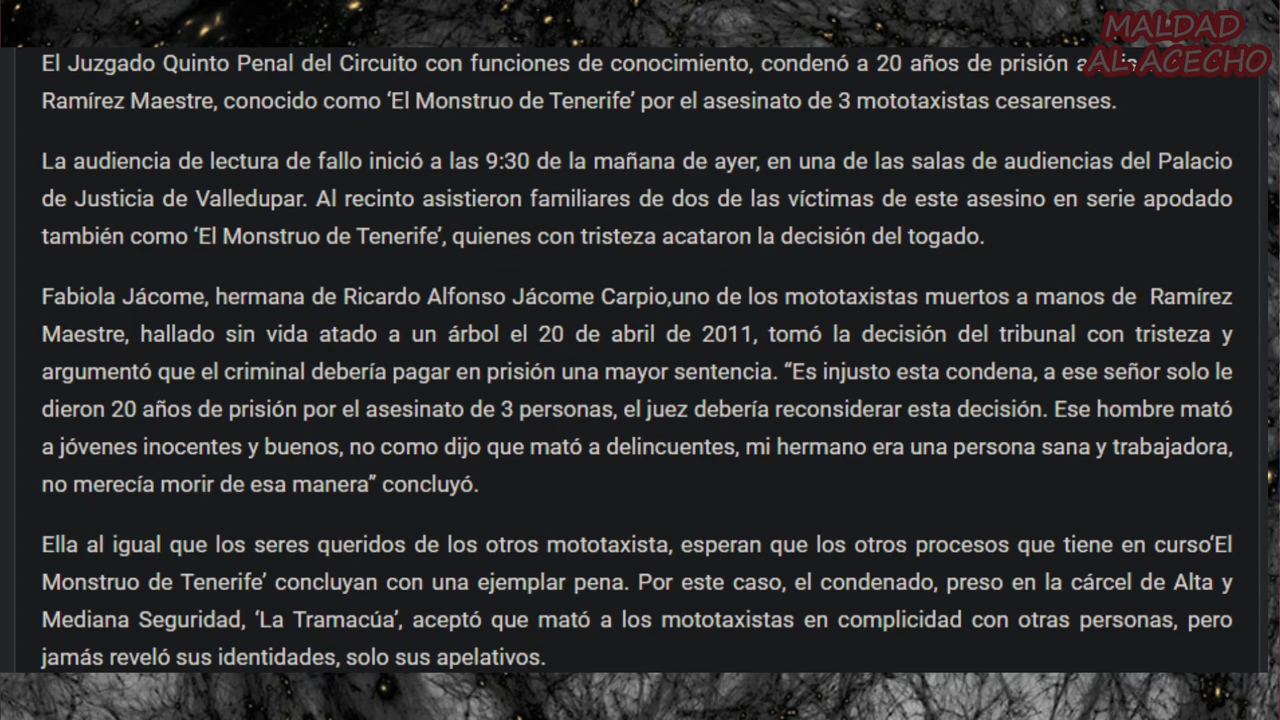 MALDAD
AL ACECHO
El Juzgado Quinto Penal del Circuito con funciones de conocimiento, condenó a 20 años de prisión a
Ramírez Maestre, conocido como ‘El Monstruo de Tenerife’ por el asesinato de 3 mototaxistas cesarenses.
La audiencia de lectura de fallo inició a las 9:30 de la mañana de ayer, en una de las salas de audiencias del Palacio
de Justicia de Valledupar. Al recinto asistieron familiares de dos de las víctimas de este asesino en serie apodado
también como ‘El Monstruo de Tenerife’, quienes con tristeza acataron la decisión del togado.
Fabiola Jácome, hermana de Ricardo Alfonso Jácome Carpio,uno de los mototaxistas muertos a manos de Ramírez
Maestre, hallado sin vida atado a un árbol el 20 de abril de 2011, tomó la decisión del tribunal con tristeza y
argumentó que el criminal debería pagar en prisión una mayor sentencia. “Es injusto esta condena, a ese señor solo le
dieron 20 años de prisión por el asesinato de 3 personas, el juez debería reconsiderar esta decisión. Ese hombre mató
a jóvenes inocentes y buenos, no como dijo que mató a delincuentes, mi hermano era una persona sana y trabajadora,
no merecía morir de esa manera” concluyó.
Ella al igual que los seres queridos de los otros mototaxista, esperan que los otros procesos que tiene en curso‘El
Monstruo de Tenerife’ concluyan con una ejemplar pena. Por este caso, el condenado, preso en la cárcel de Alta y
Mediana Seguridad, ‘La Tramacúa’, aceptó que mató a los mototaxistas en complicidad con otras personas, pero
jamás reveló sus identidades, solo sus apelativos.